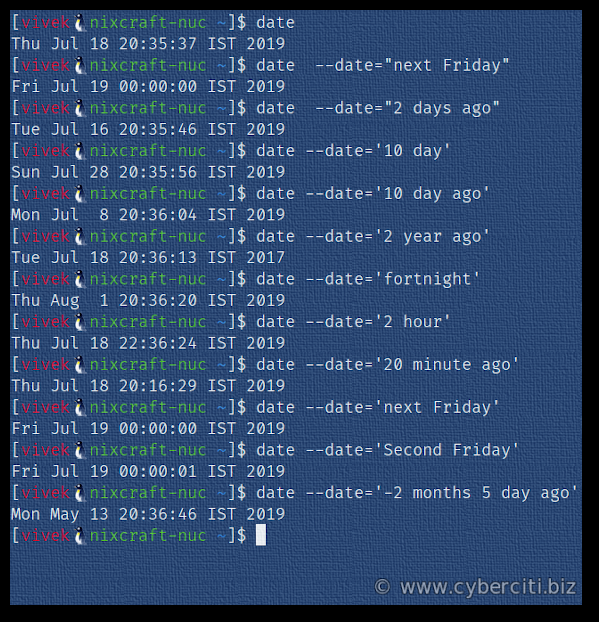 [vivek🐧nixcraft-nuc ~]$ date
Thu Jul 18 20:35:37 IST 2019
[vivek🐧nixcraft-nuc ~]$ date  --date="next Friday"
Fri Jul 19 00:00:00 IST 2019
[vivek🐧nixcraft-nuc ~]$ date  --date="2 days ago"
Tue Jul 16 20:35:46 IST 2019
[vivek🐧nixcraft-nuc ~]$ date --date='10 day'
Sun Jul 28 20:35:56 IST 2019
[vivek🐧nixcraft-nuc ~]$ date --date='10 day ago'
Mon Jul  8 20:36:04 IST 2019
[vivek🐧nixcraft-nuc ~]$ date --date='2 year ago'
Tue Jul 18 20:36:13 IST 2017
[vivek🐧nixcraft-nuc ~]$ date --date='fortnight'
Thu Aug  1 20:36:20 IST 2019
[vivek🐧nixcraft-nuc ~]$ date --date='2 hour'
Thu Jul 18 22:36:24 IST 2019
[vivek🐧nixcraft-nuc ~]$ date --date='20 minute ago'
Thu Jul 18 20:16:29 IST 2019
[vivek🐧nixcraft-nuc ~]$ date --date='next Friday'
Fri Jul 19 00:00:00 IST 2019
[vivek🐧nixcraft-nuc ~]$ date --date='Second Friday'
Fri Jul 19 00:00:01 IST 2019
[vivek🐧nixcraft-nuc ~]$ date --date='-2 months 5 day ago'
Mon May 13 20:36:46 IST 2019
[vivek🐧nixcraft-nuc ~]$
© www.cyberciti.biz